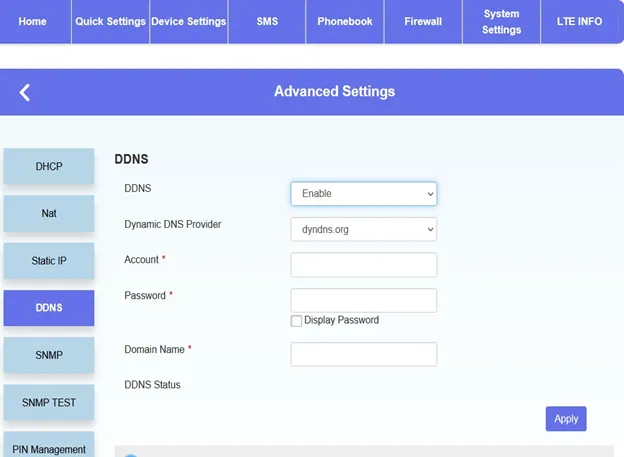 Home
Quick Settings
Device Settings
SMS
Phonebook
Firewall
System
Settings
LTE INFO
Advanced Settings
DHCP
Nat
Static IP
DDNS
SNMP
SNMP TEST
PIN Management
DDNS
DDNS
Enable
Dynamic DNS Provider
dyndns.org
Account *
Password *
Display Password
Domain Name *
DDNS Status
Apply